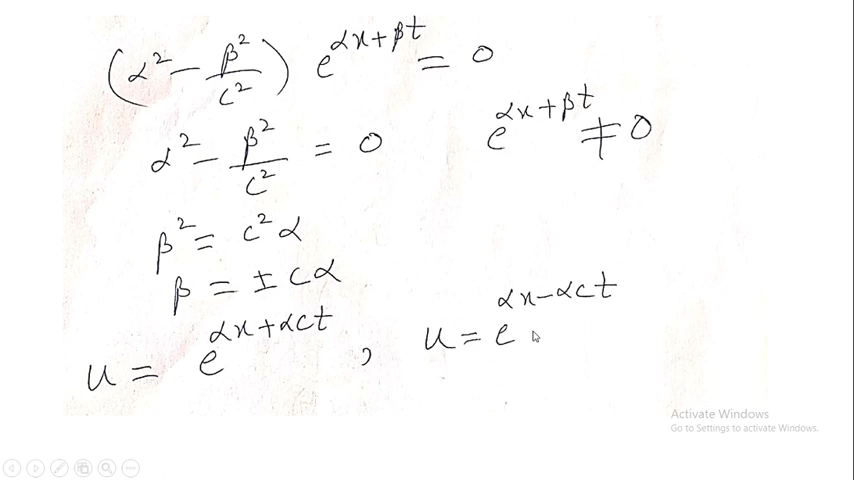 (α² − β²/c²) e^{αx+βt} = 0
α² − β²/c² = 0    e^{αx+βt} ≠ 0
β² = c² α
β = ± cα
u = e^{αx+αct} , u = e^{αx−αct}
Activate Windows
Go to Settings to activate Windows.